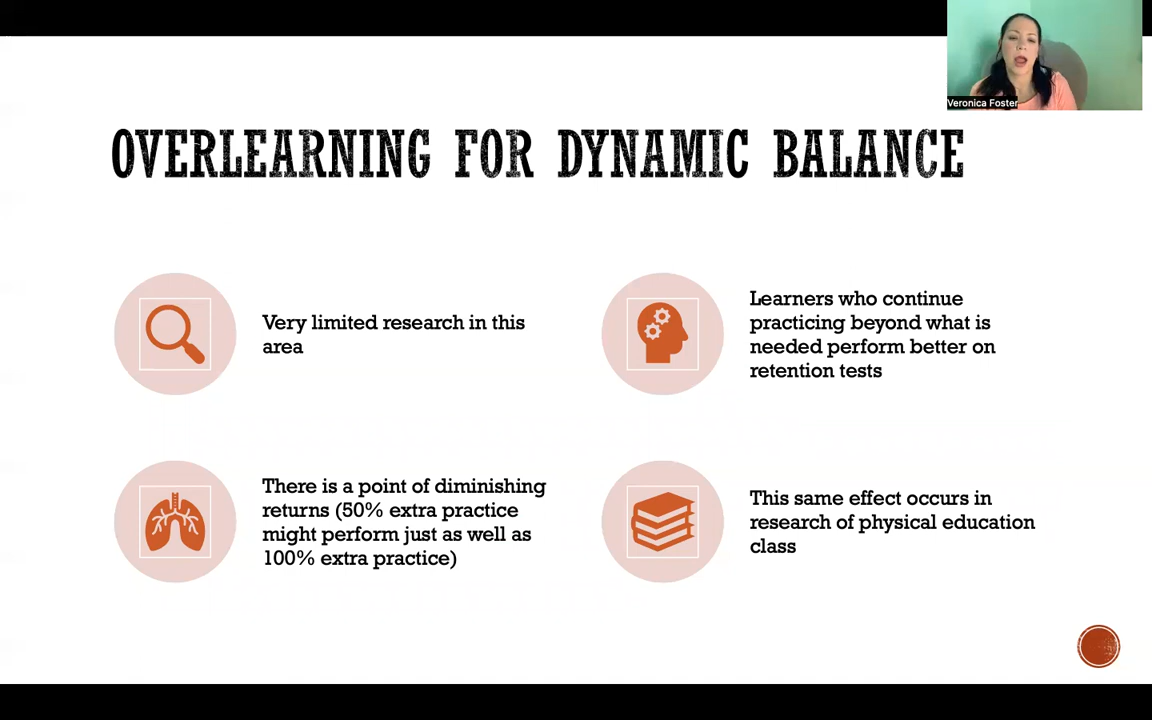 Veronica Foster
OVERLEARNING FOR DYNAMIC BALANCE
Very limited research in this
area
Learners who continue
practicing beyond what is
needed perform better on
retention tests
There is a point of diminishing
returns (50% extra practice
might perform just as well as
100% extra practice)
This same effect occurs in
research of physical education
class